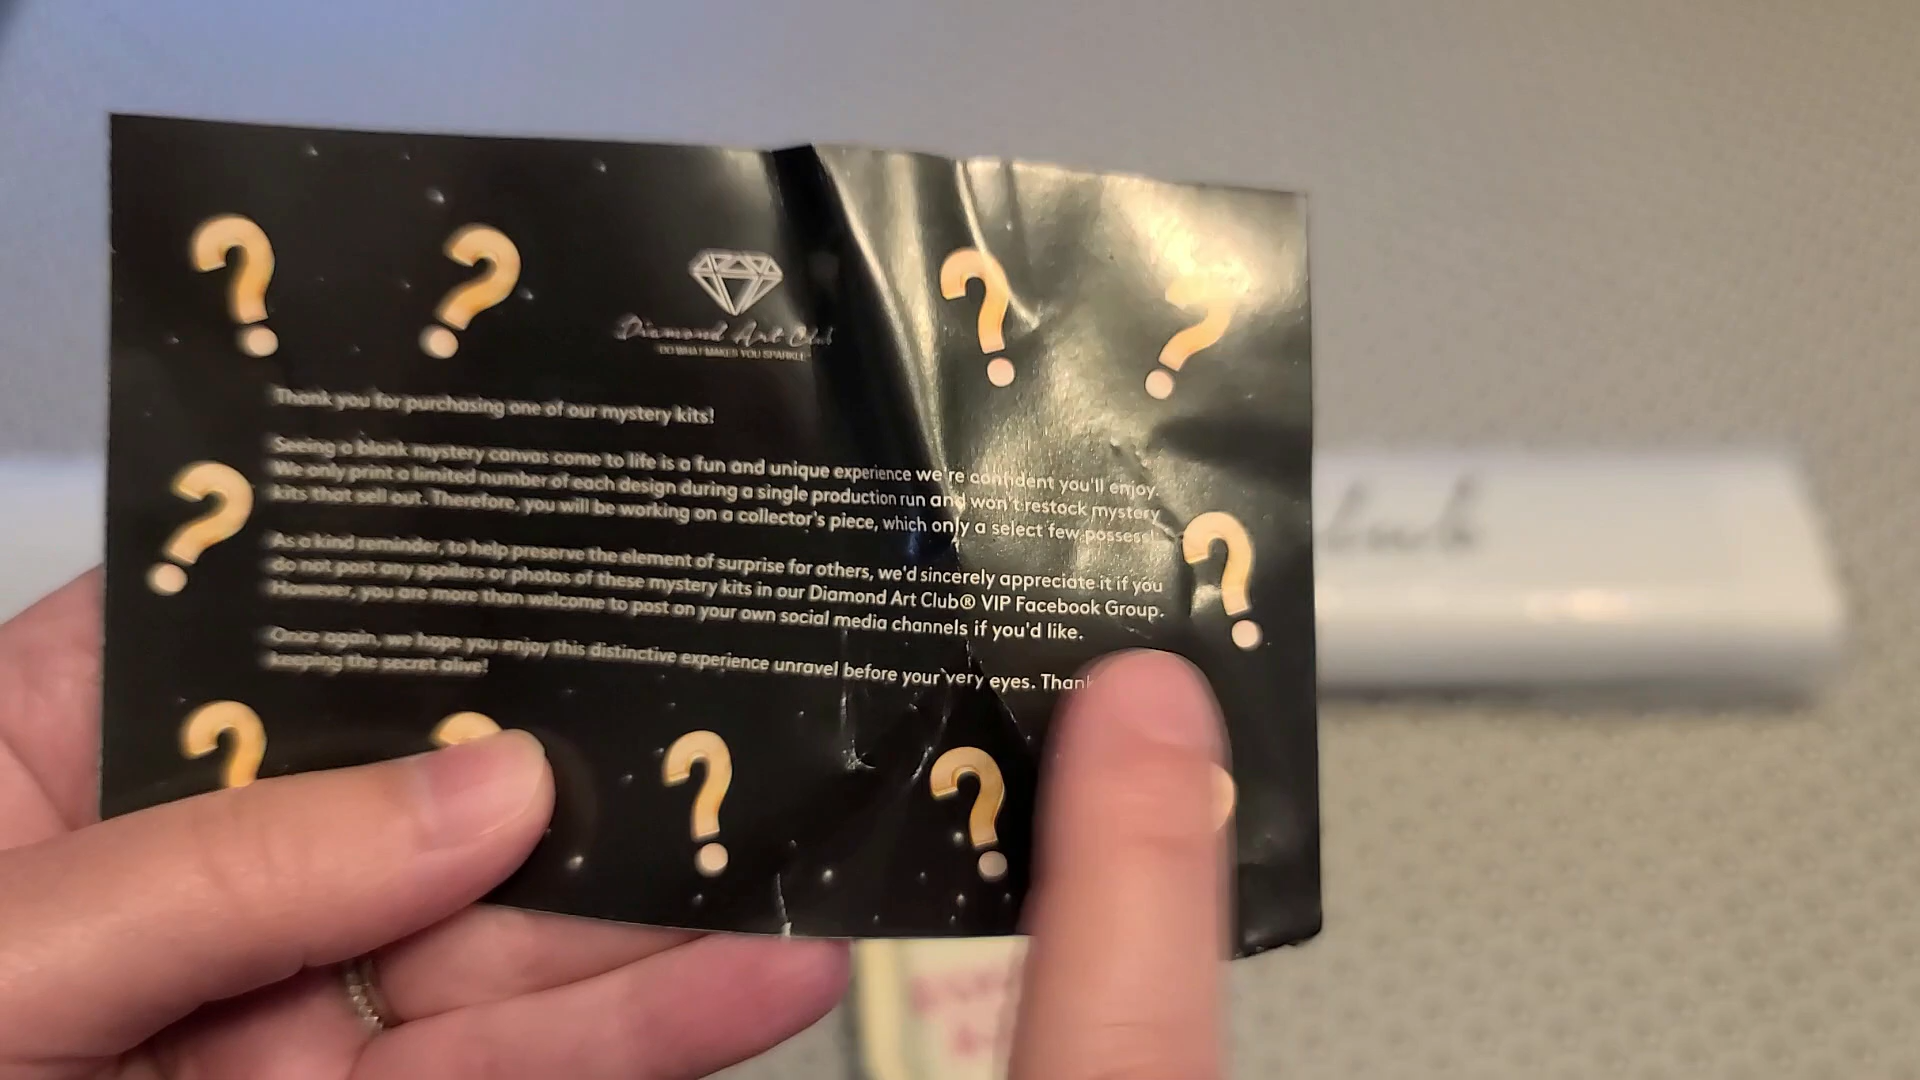 Diamond Art Club
DO WHAT MAKES YOU SPARKLE
Thank you for purchasing one of our mystery kits!
Seeing a blank mystery canvas come to life is a fun and unique experience we're confident you'll enjoy.
We only print a limited number of each design during a single production run and won't restock mystery
kits that sell out. Therefore, you will be working on a collector's piece, which only a select few possess!
As a kind reminder, to help preserve the element of surprise for others, we'd sincerely appreciate it if you
do not post any spoilers or photos of these mystery kits in our Diamond Art Club® VIP Facebook Group.
However, you are more than welcome to post on your own social media channels if you'd like.
Once again, we hope you enjoy this distinctive experience unravel before your very eyes. Thank
keeping the secret alive!